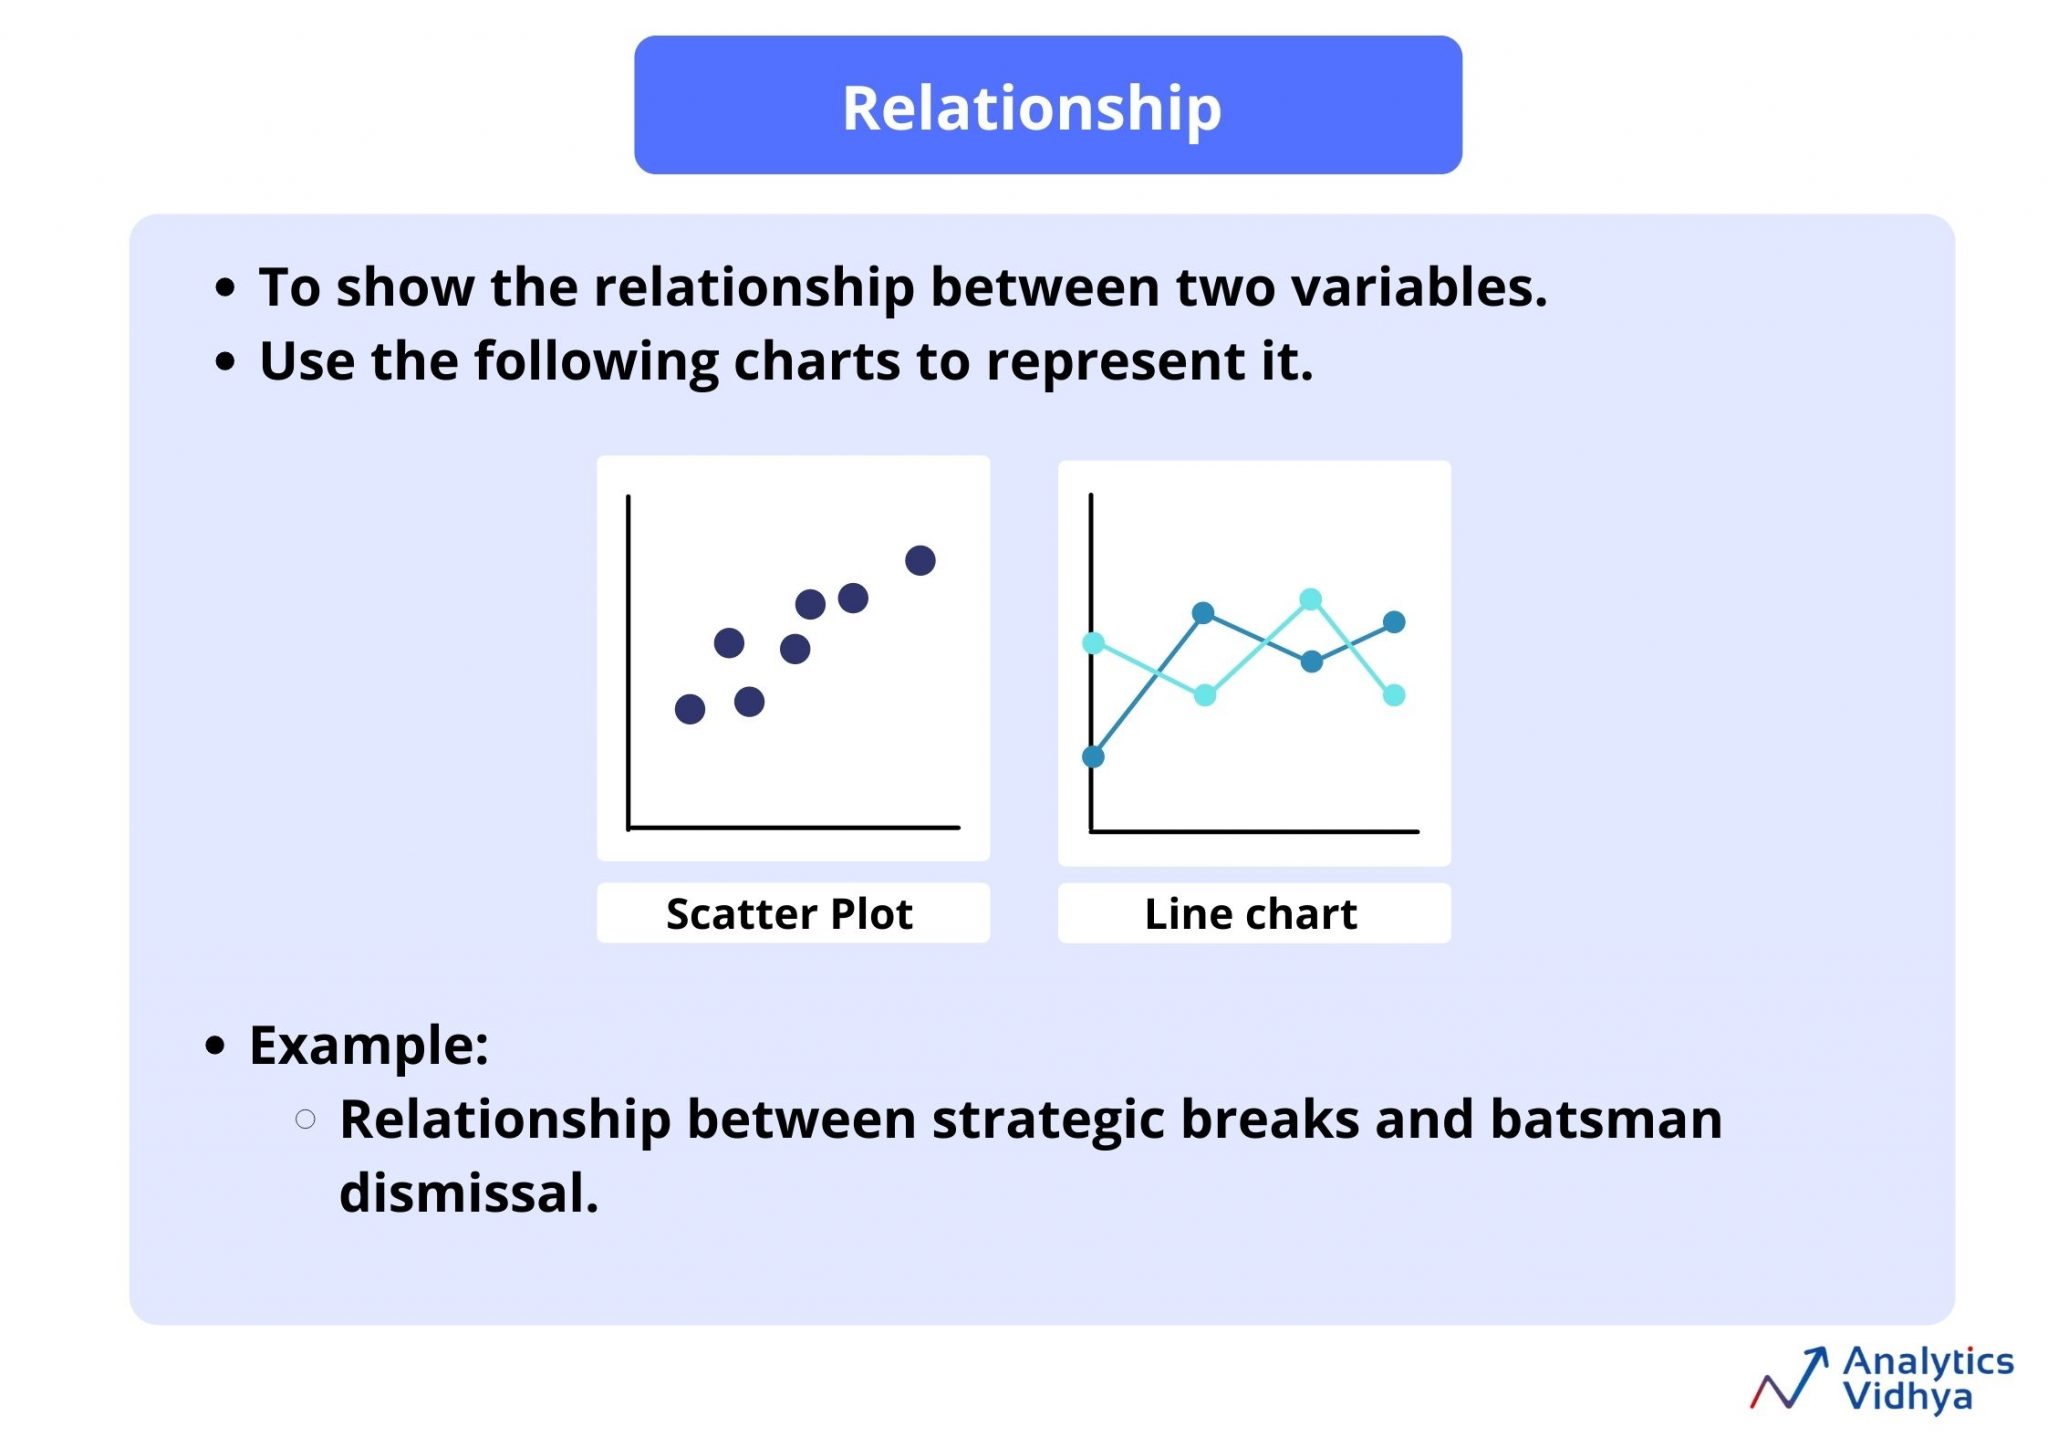 Relationship
• To show the relationship between two variables.
• Use the following charts to represent it.
Scatter Plot
Line chart
• Example:
○ Relationship between strategic breaks and batsman
dismissal.
Analytics
Vidhya